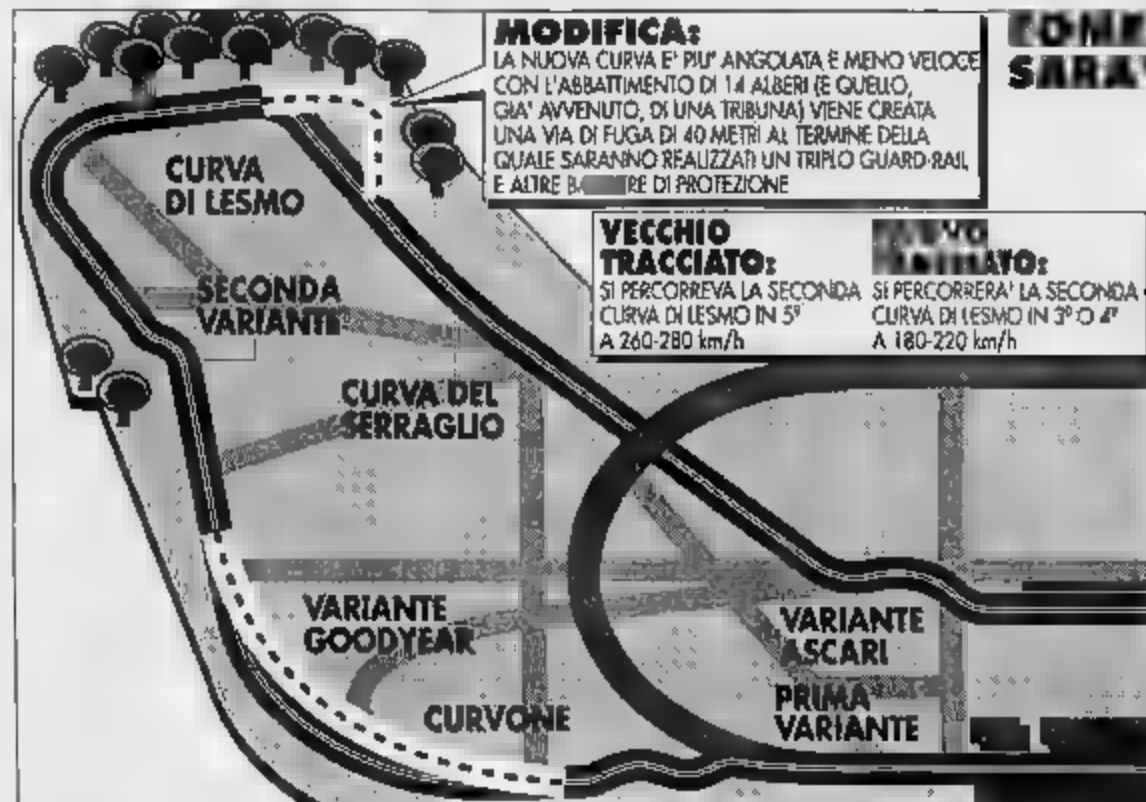 MODIFICA:
LA NUOVA CURVA E' PIU' ANGOLATA E MENO VELOCE
CON L'ABBATTIMENTO DI 14 ALBERI (E QUELLO,
GIA' AVVENUTO, DI UNA TRIBUNA) VIENE CREATA
UNA VIA DI FUGA DI 40 METRI AL TERMINE DELLA
QUALE SARANNO REALIZZATI UN TRIPLO GUARD-RAIL
E ALTRE DI PROTEZIONE
VECCHIO
TRACCIATO:
SI PERCORREVA LA SECONDA
CURVA DI LESMO IN 5ª
A 260-280 km/h
SI PERCORRERA' LA SECONDA
CURVA DI LESMO IN 3ª O 4ª
A 180-220 km/h
CURVA
DI LESMO
SECONDA
VARIANTE
CURVA DEL
SERRAGLIO
VARIANTE
GOODYEAR
CURVONE
VARIANTE
ASCARI
PRIMA
VARIANTE